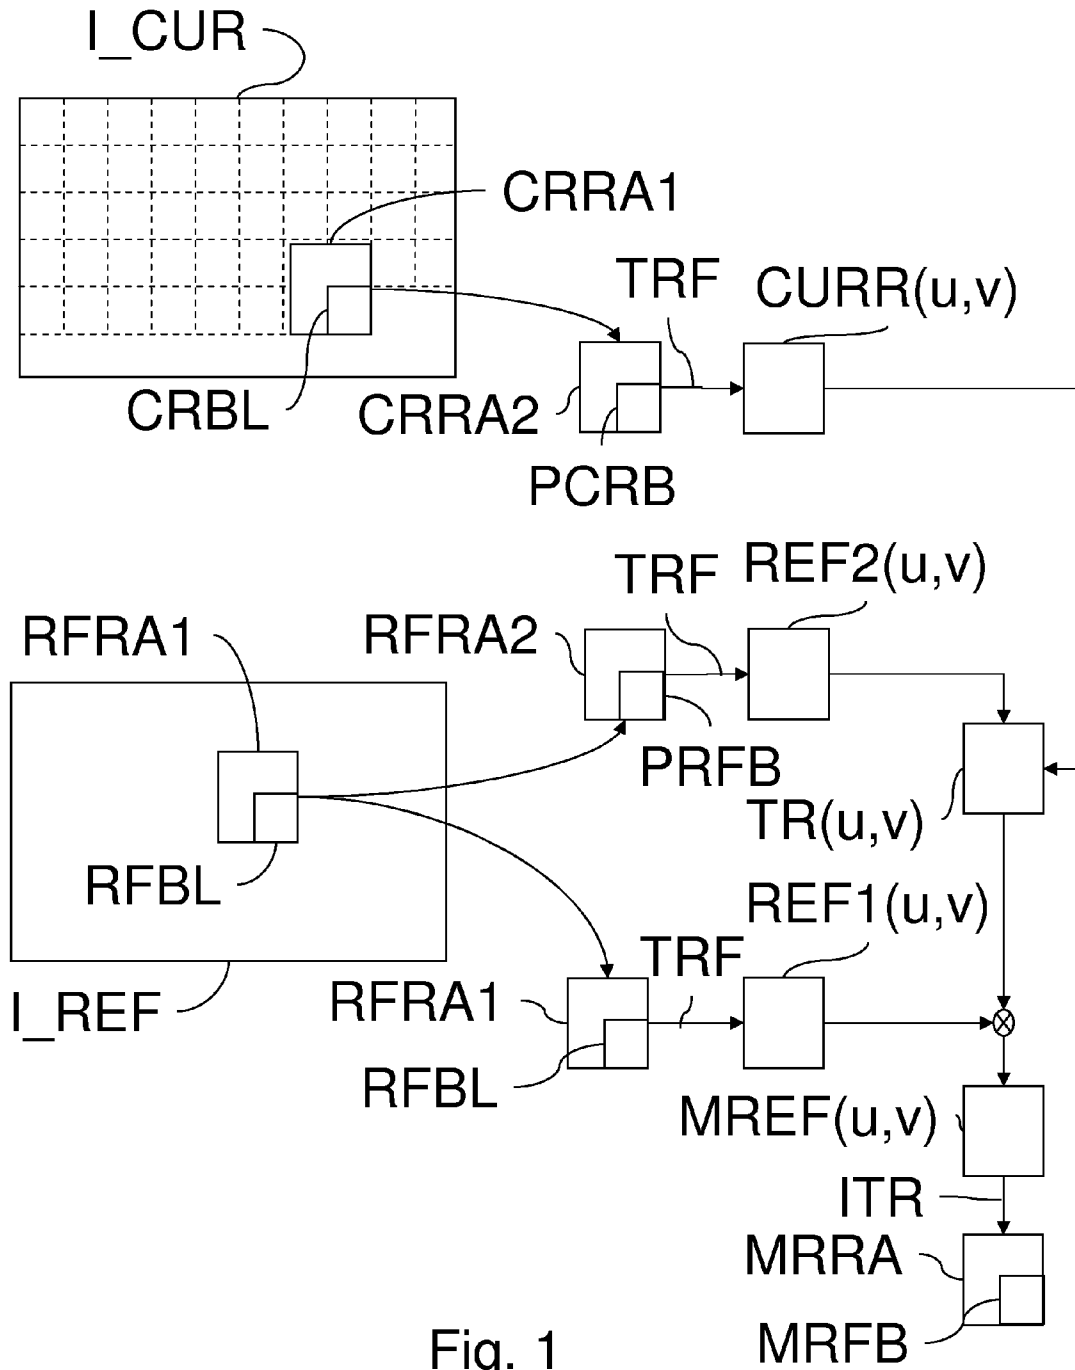 I_CUR
CRRA1
TRF
CURR(u,v)
CRBL
CRRA2
PCRB
TRF
REF2(u,v)
RFRA1
RFRA2
PRFB
TR(u,v)
RFBL
REF1(u,v)
TRF
I_REF
RFRA1
RFBL
MREF(u,v)
ITR
MRRA
MRFB
Fig. 1